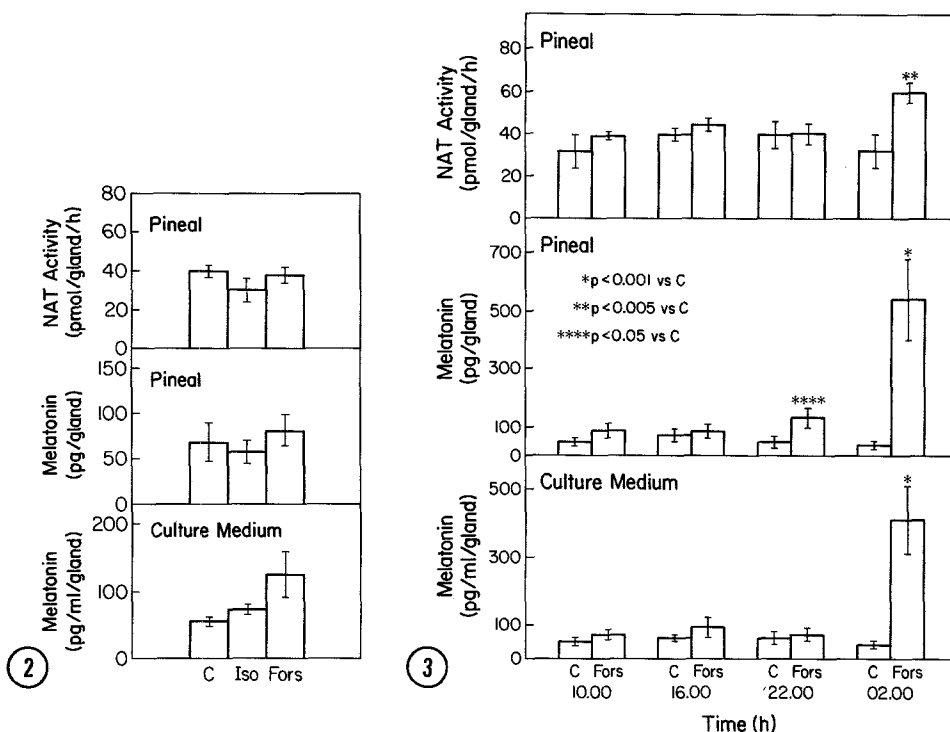 80
60
40
20
0
NAT Activity
(pmol/gland/h)
Pineal
150
100
50
0
Melatonin
(pg/gland)
Pineal
200
100
0
Melatonin
(pg/ml/gland)
Culture Medium
C Iso Fors
2
80
60
40
20
0
NAT Activity
(pmol/gland/h)
Pineal
**
700
500
300
100
0
Melatonin
(pg/gland)
Pineal
*p<0.001 vs C
**p<0.005 vs C
****p<0.05 vs C
****
*
500
300
100
0
Melatonin
(pg/ml/gland)
Culture Medium
*
C Fors C Fors C Fors C Fors
10.00 16.00 22.00 02.00
Time (h)
3